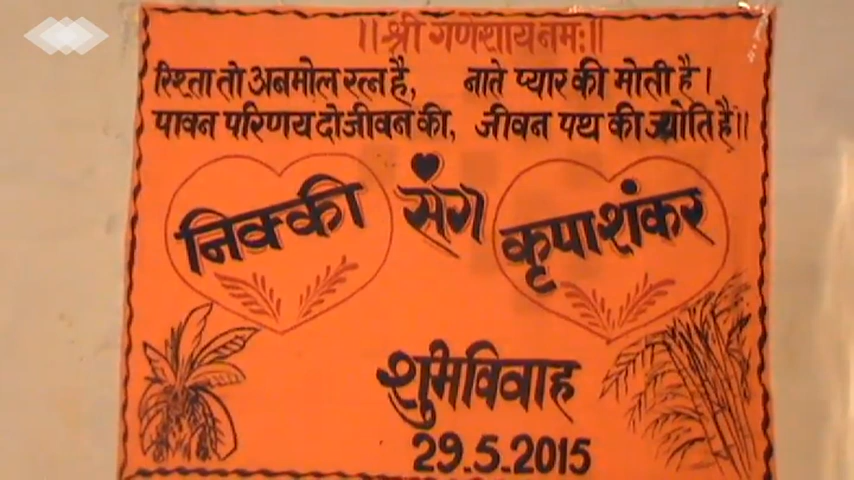 ।।श्री गणेशाय नमः।।
रिश्ता तो अनमोल रत्न है, नाते प्यार की मोती है।
पावन परिणय दो जीवन की, जीवन पथ की ज्योति है।।
निक्की संग कृपाशंकर
शुभविवाह
29.5.2015